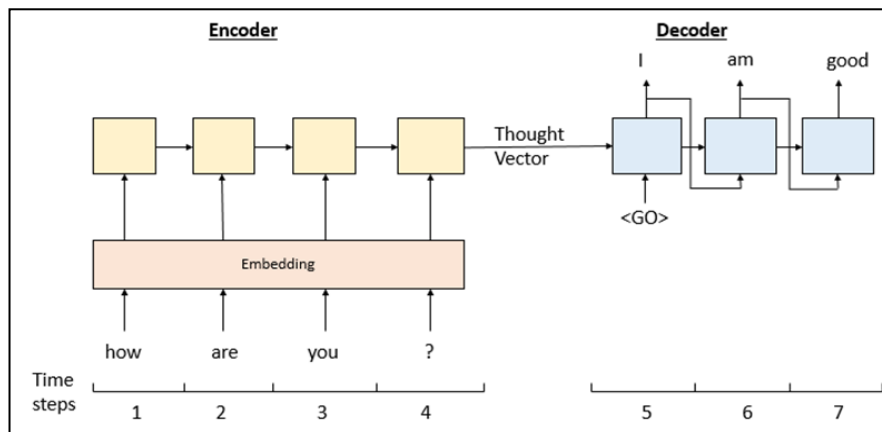 Encoder
Decoder
I am good
Thought
Vector
<GO>
Embedding
how are you ?
Time
steps
1 2 3 4 5 6 7